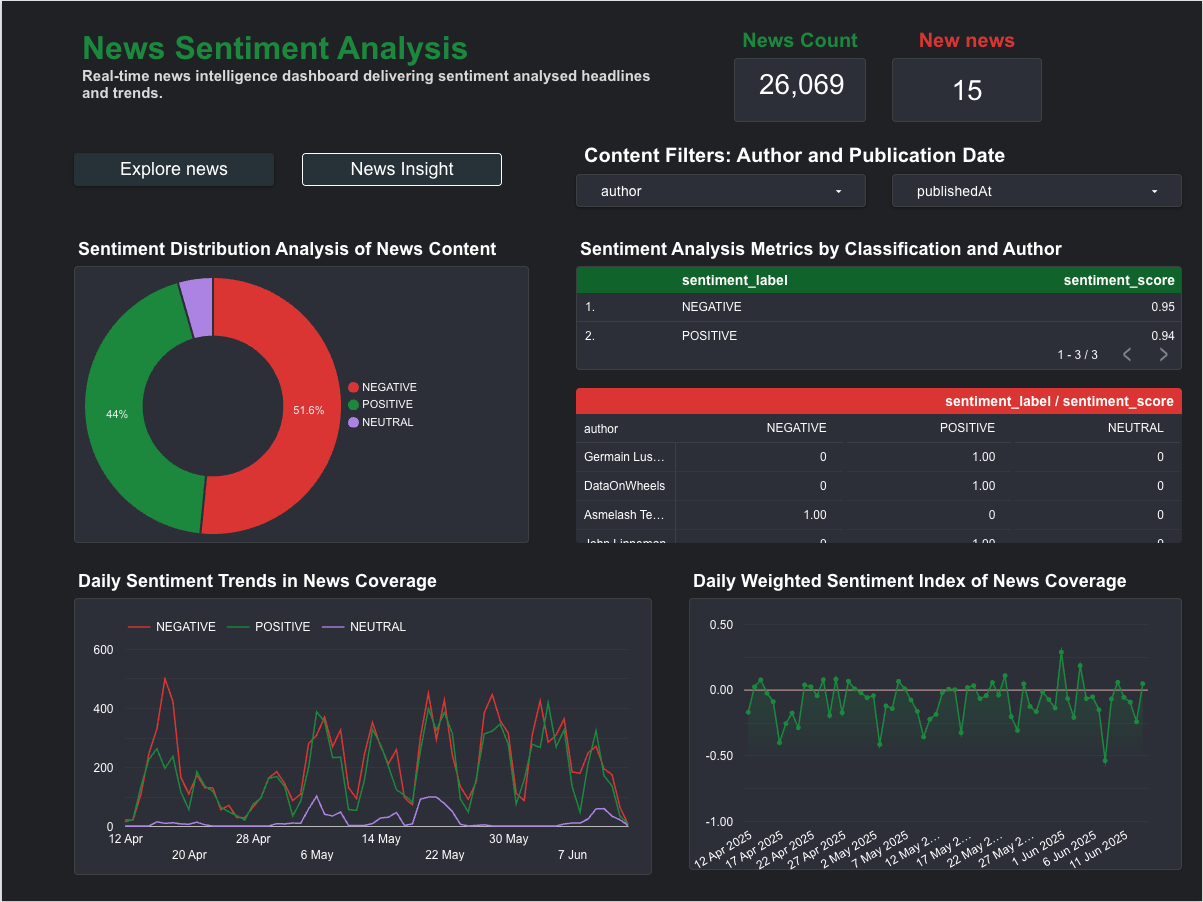 News Sentiment Analysis
Real-time news intelligence dashboard delivering sentiment analysed headlines
and trends.
News Count
26,069
New news
15
Explore news
News Insight
Content Filters: Author and Publication Date
author
publishedAt
Sentiment Distribution Analysis of News Content
44%
51.6%
NEGATIVE
POSITIVE
NEUTRAL
Sentiment Analysis Metrics by Classification and Author
sentiment_label sentiment_score
1. NEGATIVE 0.95
2. POSITIVE 0.94
1 - 3 / 3
sentiment_label / sentiment_score
author NEGATIVE POSITIVE NEUTRAL
Germain Lus… 0 1.00 0
DataOnWheels 0 1.00 0
Asmelash Te… 1.00 0 0
John Linneman 0 1.00 0
Daily Sentiment Trends in News Coverage
NEGATIVE POSITIVE NEUTRAL
600
400
200
0
12 Apr 28 Apr 14 May 30 May
20 Apr 6 May 22 May 7 Jun
Daily Weighted Sentiment Index of News Coverage
0.50
0.00
-0.50
-1.00
12 Apr 2025
17 Apr 2025
22 Apr 2025
27 Apr 2025
2 May 2025
7 May 2025
12 May 2…
17 May 2…
22 May 2…
27 May 2…
1 Jun 2025
6 Jun 2025
11 Jun 2025